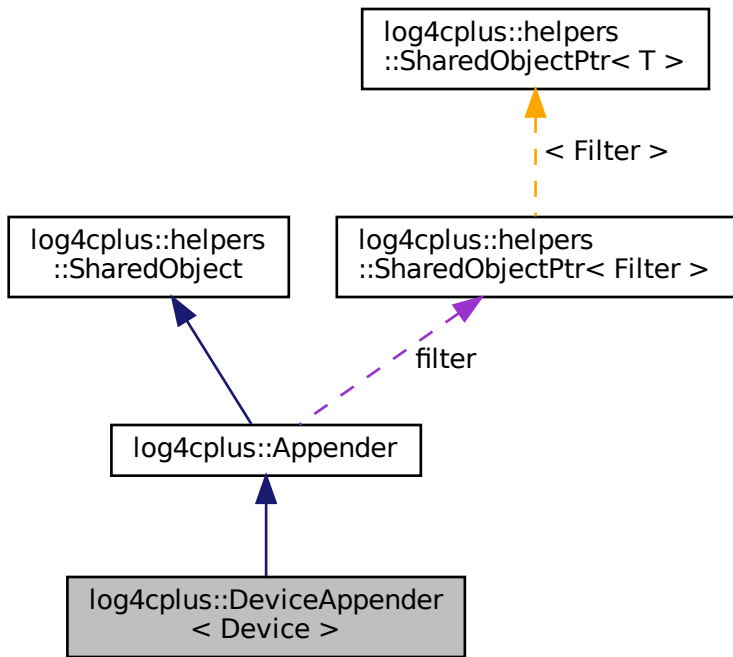 log4cplus::helpers
::SharedObjectPtr< T >
< Filter >
log4cplus::helpers
::SharedObject
log4cplus::helpers
::SharedObjectPtr< Filter >
filter
log4cplus::Appender
log4cplus::DeviceAppender
< Device >